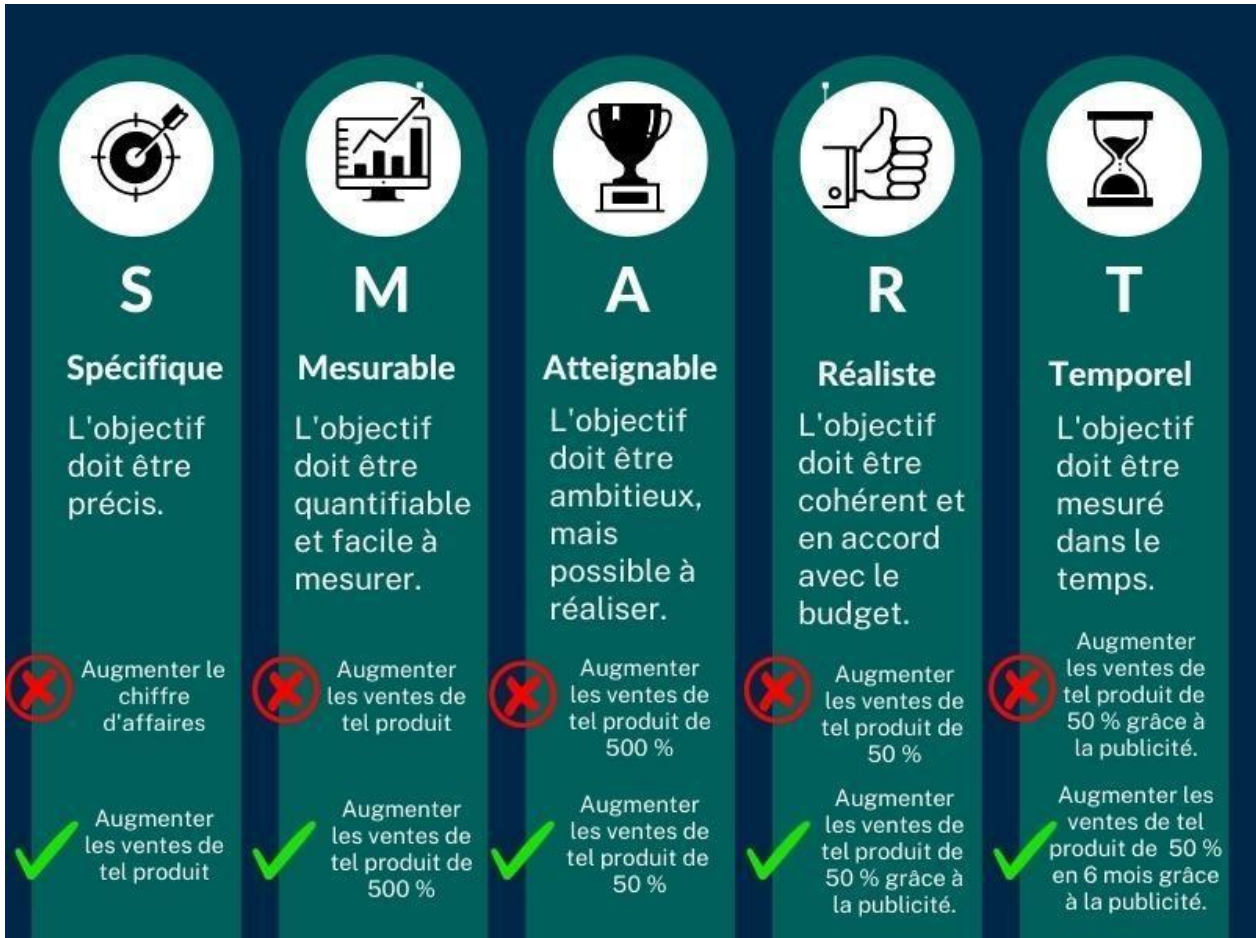 S
Spécifique
L'objectif
doit être
précis.
Augmenter le
chiffre
d'affaires
Augmenter
les ventes de
tel produit
M
Mesurable
L'objectif
doit être
quantifiable
et facile à
mesurer.
Augmenter
les ventes de
tel produit
Augmenter
les ventes de
tel produit de
500 %
A
Atteignable
L'objectif
doit être
ambitieux,
mais
possible à
réaliser.
Augmenter
les ventes de
tel produit de
500 %
Augmenter
les ventes de
tel produit de
50 %
R
Réaliste
L'objectif
doit être
cohérent et
en accord
avec le
budget.
Augmenter
les ventes de
tel produit de
50 %
Augmenter
les ventes de
tel produit de
50 % grâce à
la publicité.
T
Temporel
L'objectif
doit être
mesuré
dans le
temps.
Augmenter
les ventes de
tel produit de
50 % grâce à
la publicité.
Augmenter les
ventes de tel
produit de 50 %
en 6 mois grâce
à la publicité.